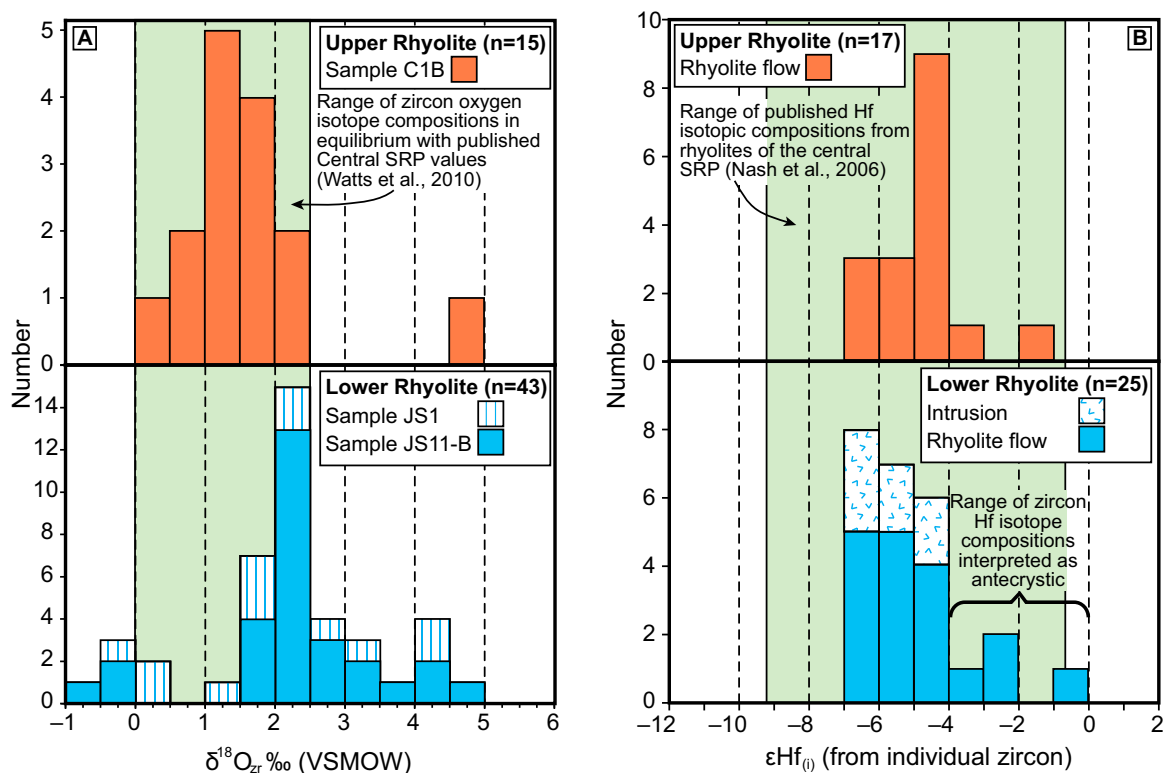 A
Upper Rhyolite (n=15)
Sample C1B
Range of zircon oxygen
isotope compositions in
equilibrium with published
Central SRP values
(Watts et al., 2010)
5
4
3
2
1
0
Number
Lower Rhyolite (n=43)
Sample JS1
Sample JS11-B
14
12
10
8
6
4
2
0
–1 0 1 2 3 4 5 6
δ¹⁸Ozr‰ (VSMOW)
B
Upper Rhyolite (n=17)
Rhyolite flow
Range of published Hf
isotopic compositions from
rhyolites of the central
SRP (Nash et al., 2006)
10
8
6
4
2
0
Number
Lower Rhyolite (n=25)
Intrusion
Rhyolite flow
Range of zircon
Hf isotope
compositions
interpreted as
antecrystic
8
6
4
2
0
–12 –10 –8 –6 –4 –2 0 2
εHf(i) (from individual zircon)